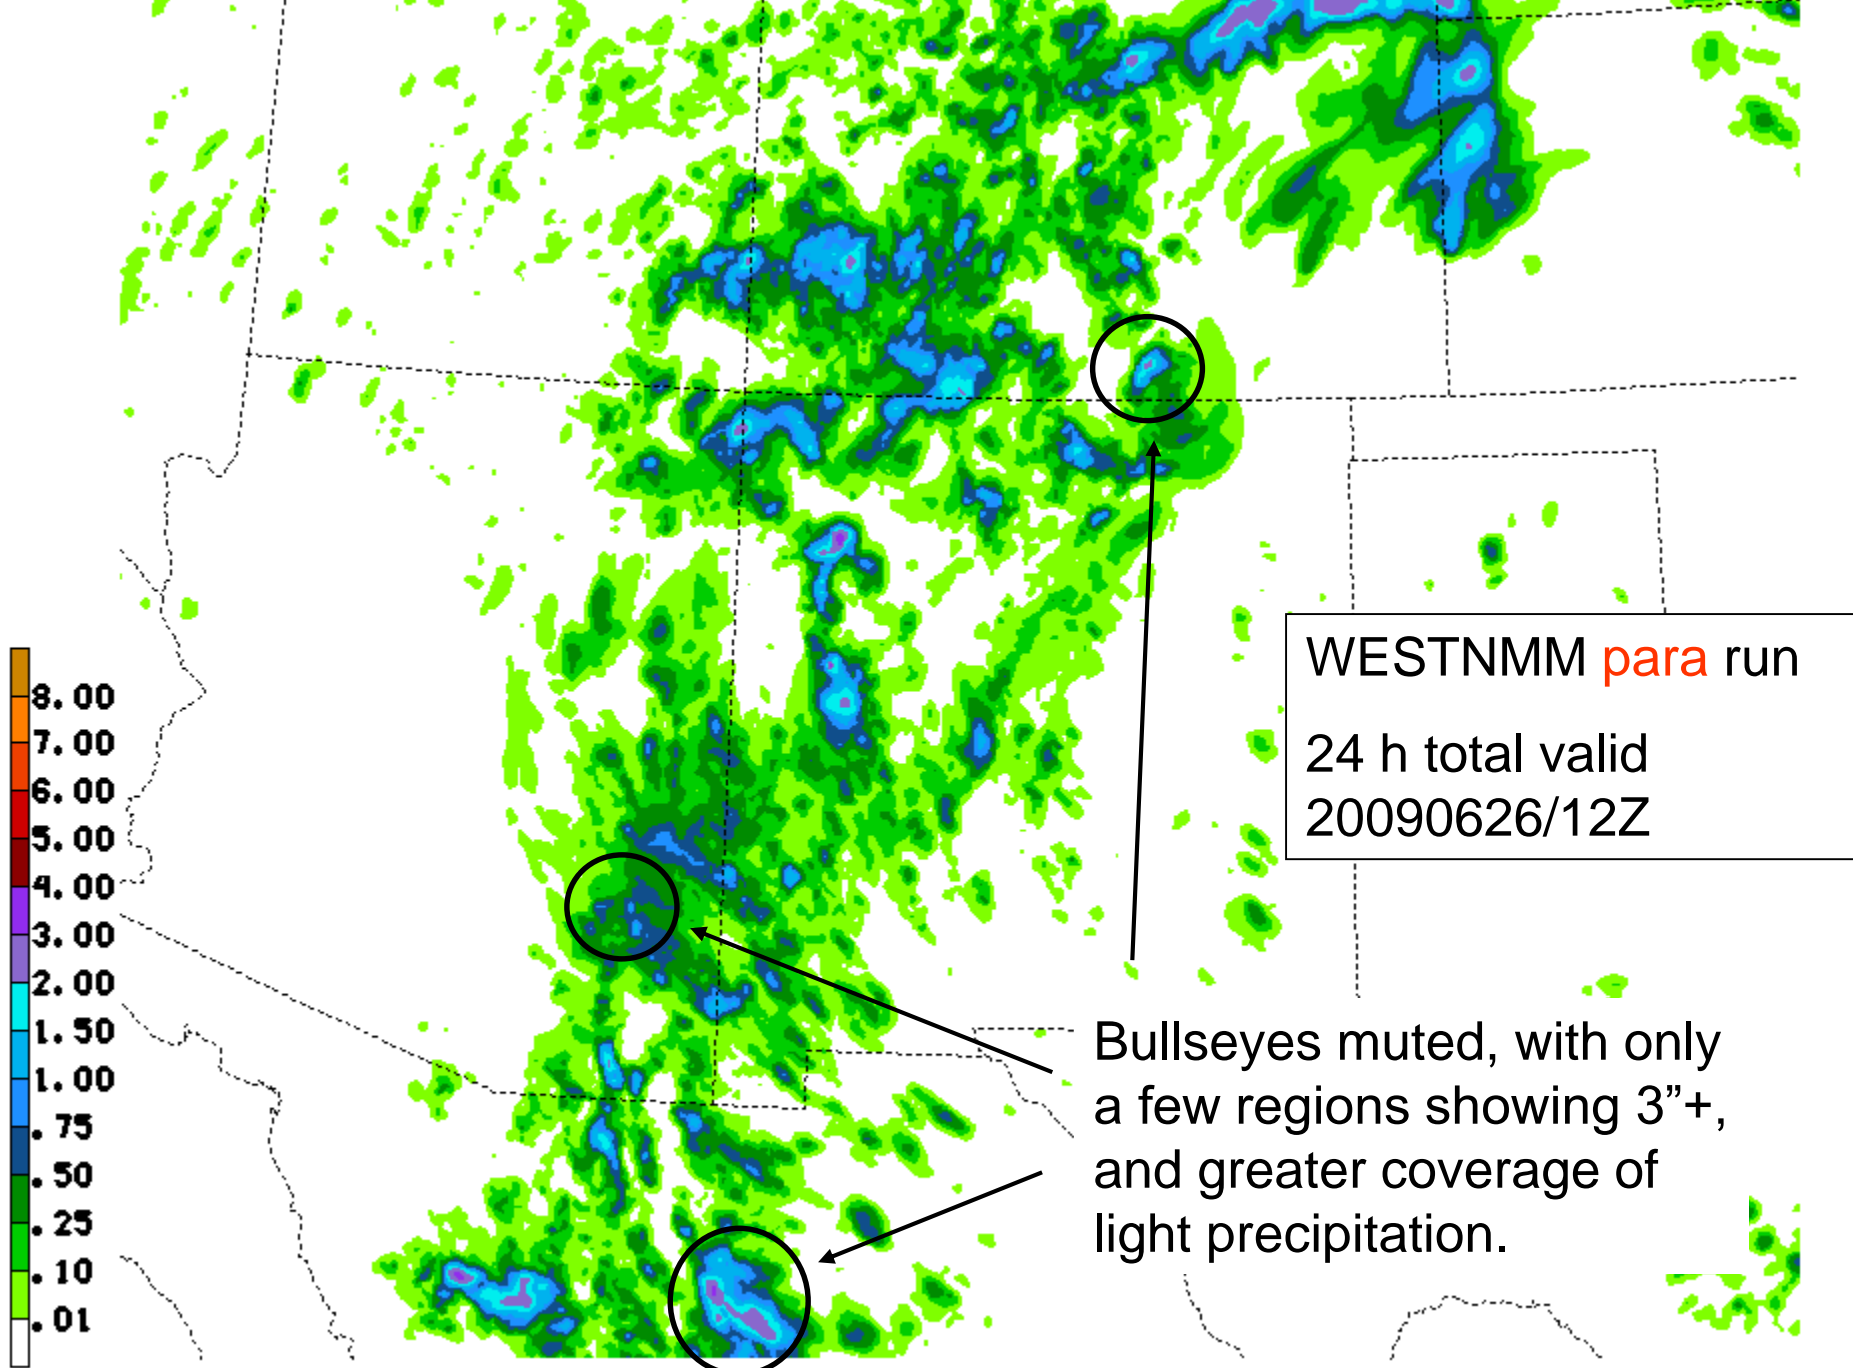 WESTNMM para run
24 h total valid
20090626/12Z
8.00
7.00
6.00
5.00
4.00
3.00
2.00
1.50
1.00
.75
.50
.25
.10
.01
Bullseyes muted, with only
a few regions showing 3”+,
and greater coverage of
light precipitation.